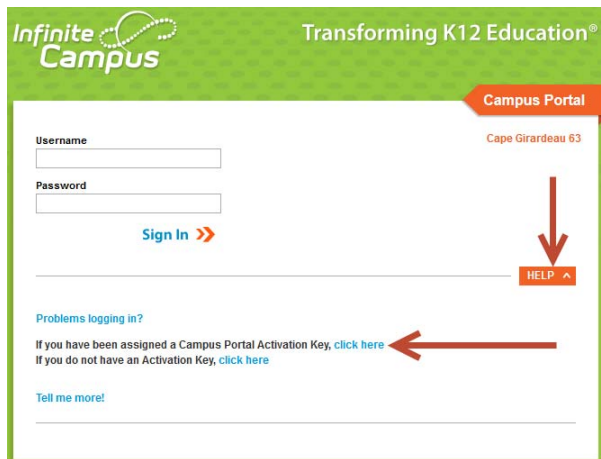 Infinite Campus
Transforming K12 Education®
Campus Portal
Cape Girardeau 63
Username
Password
Sign In
HELP
Problems logging in?
If you have been assigned a Campus Portal Activation Key, click here
If you do not have an Activation Key, click here
Tell me more!